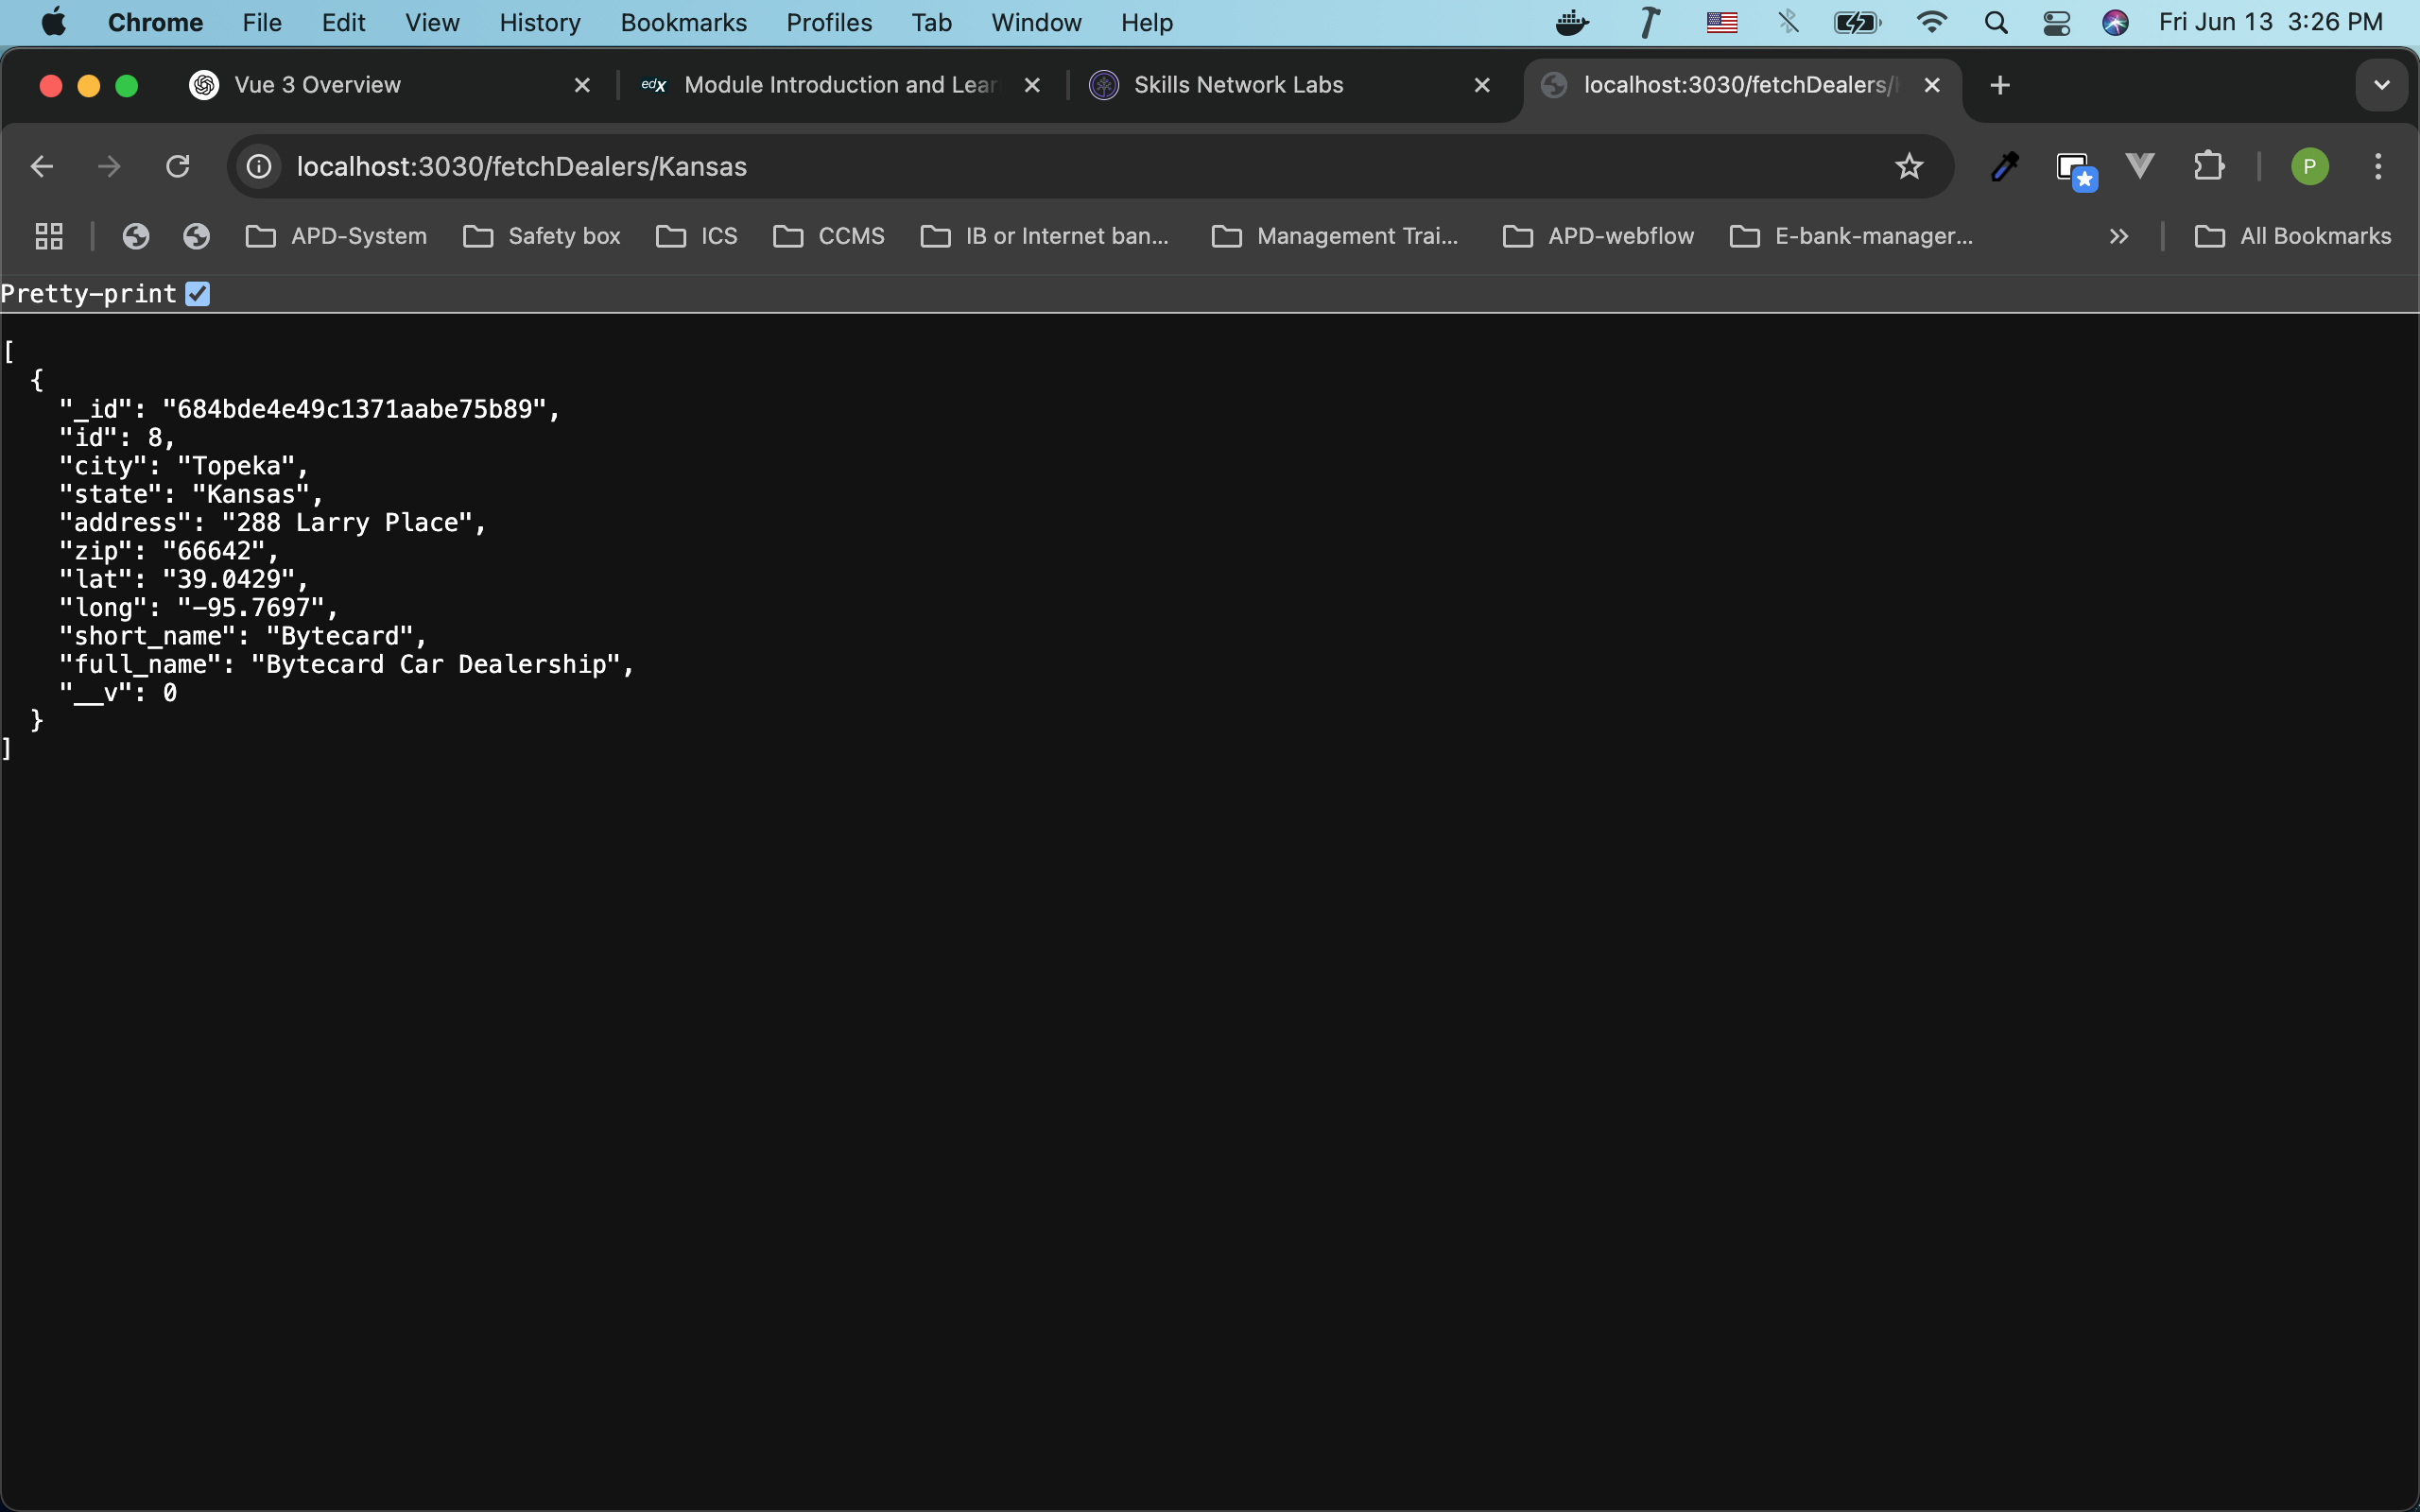 Chrome File Edit View History Bookmarks Profiles Tab Window Help Fri Jun 13 3:26 PM
Vue 3 Overview edX Module Introduction and Lear Skills Network Labs localhost:3030/fetchDealers/
localhost:3030/fetchDealers/Kansas P
APD-System Safety box ICS CCMS IB or Internet ban... Management Trai... APD-webflow E-bank-manager... All Bookmarks
Pretty-print
[
  {
    "_id": "684bde4e49c1371aabe75b89",
    "id": 8,
    "city": "Topeka",
    "state": "Kansas",
    "address": "288 Larry Place",
    "zip": "66642",
    "lat": "39.0429",
    "long": "-95.7697",
    "short_name": "Bytecard",
    "full_name": "Bytecard Car Dealership",
    "__v": 0
  }
]